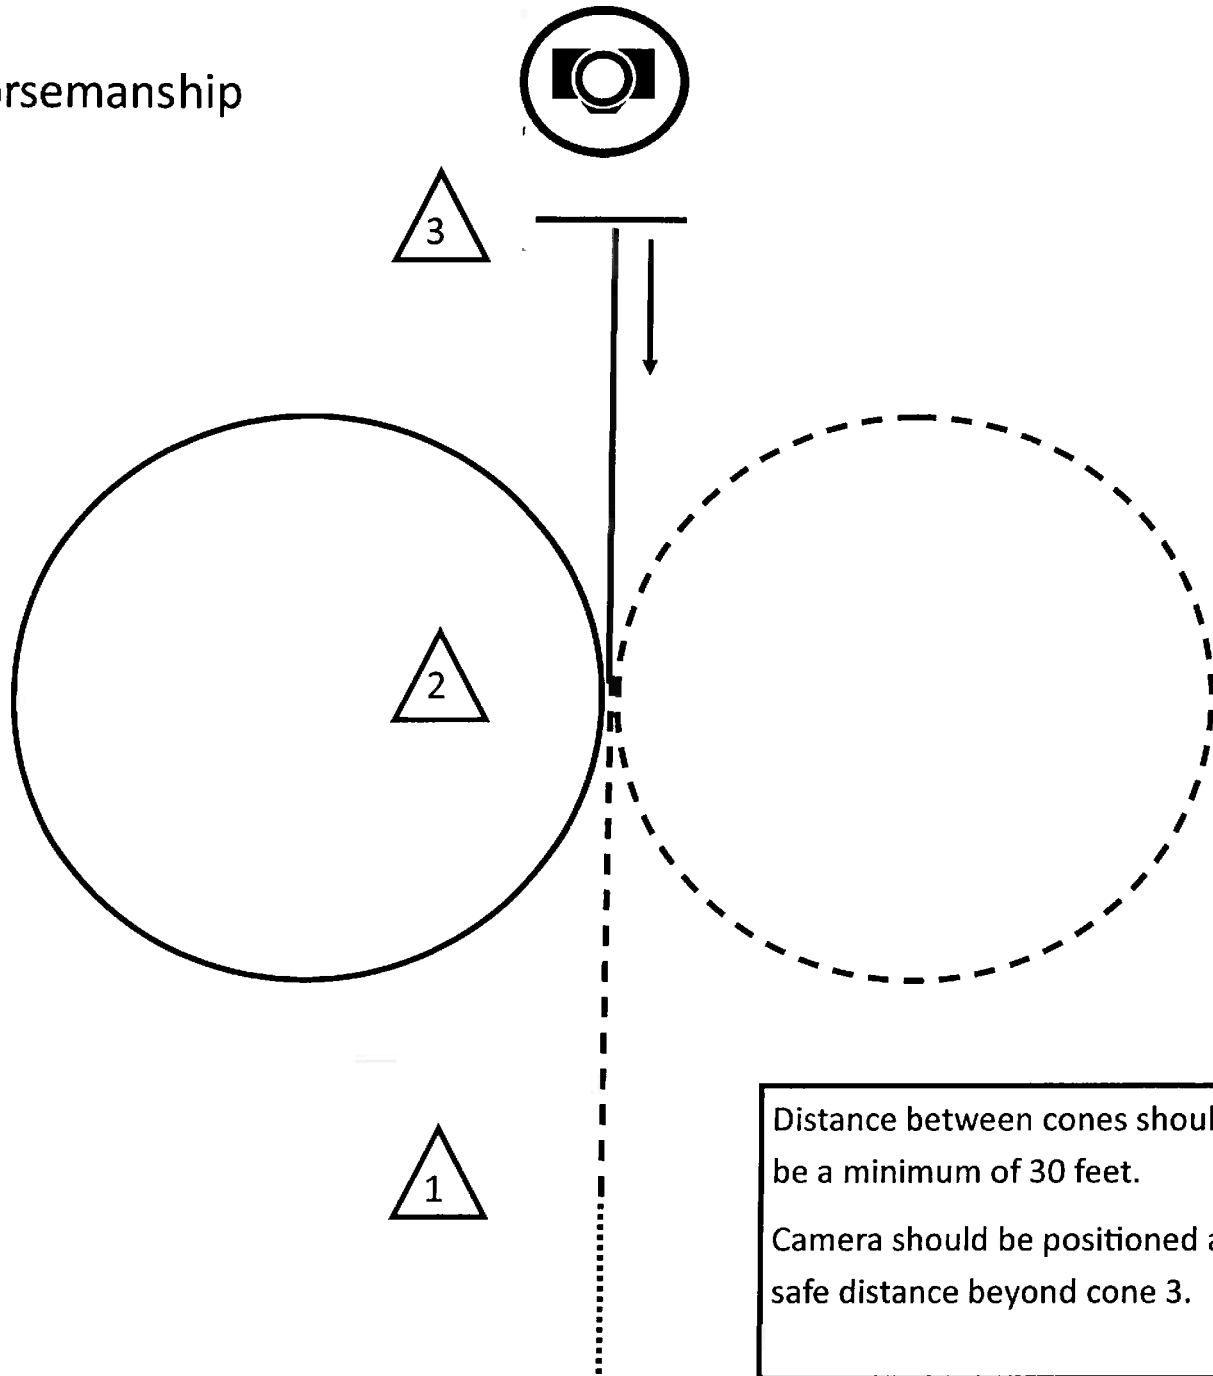 rsemanship
3
2
1
Distance between cones shoul
be a minimum of 30 feet.
Camera should be positioned a
safe distance beyond cone 3.